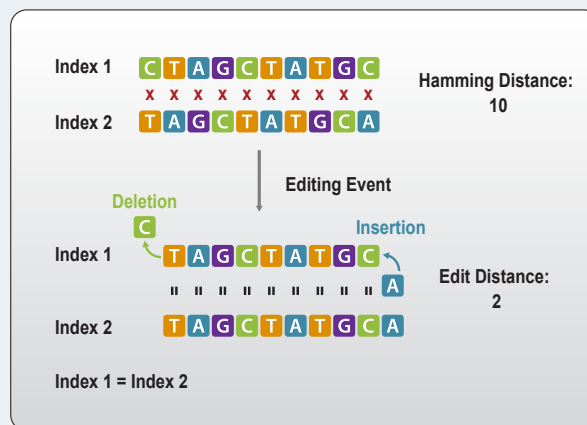 Index 1 C T A G C T A T G C
Hamming Distance:
10
X X X X X X X X X X
Index 2 T A G C T A T G C A
Editing Event
Deletion
C
Insertion
Index 1 T A G C T A T G C
A
Edit Distance:
2
= = = = = = = = =
Index 2 T A G C T A T G C A
Index 1 = Index 2